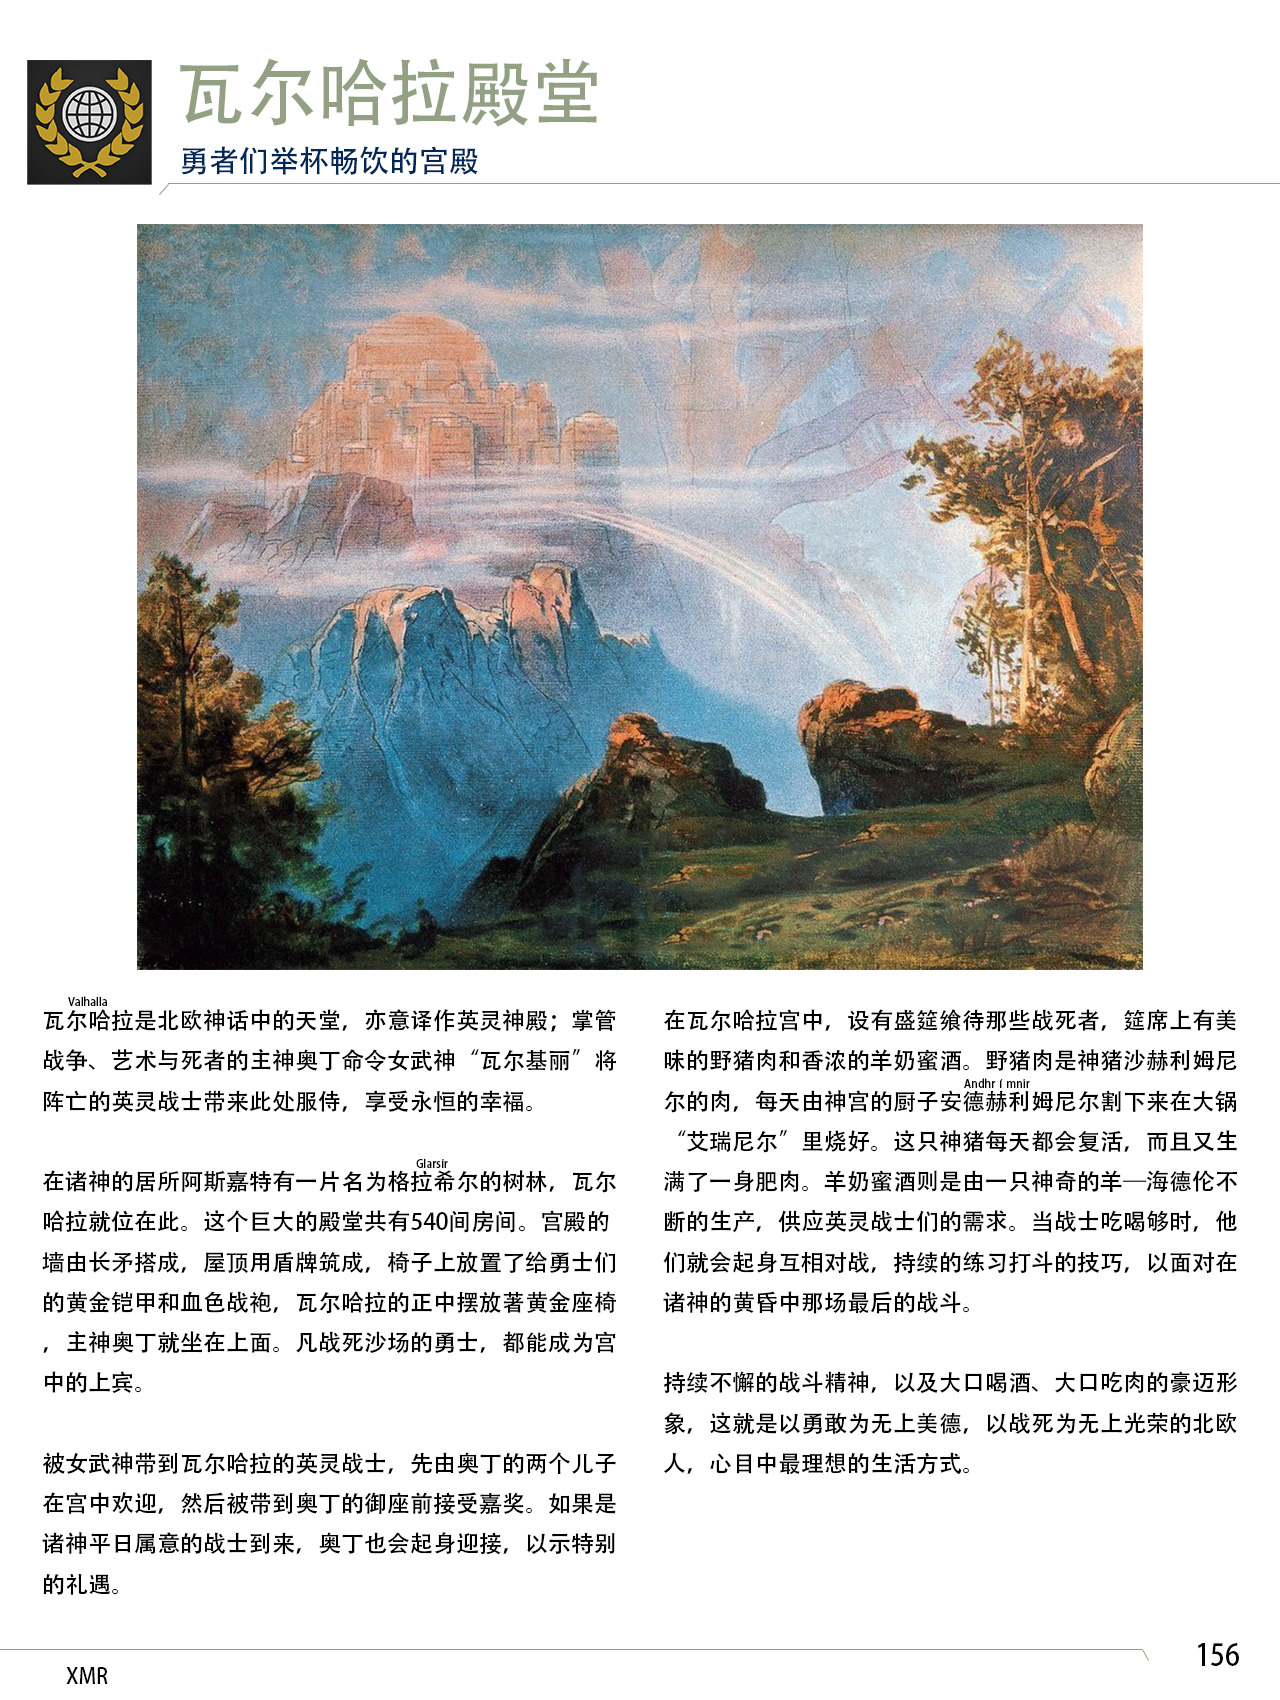 瓦尔哈拉殿堂
勇者们举杯畅饮的宫殿
Valhalla
瓦尔哈拉是北欧神话中的天堂，亦意译作英灵神殿；掌管
战争、艺术与死者的主神奥丁命令女武神“瓦尔基丽”将
阵亡的英灵战士带来此处服侍，享受永恒的幸福。
Glarsir
在诸神的居所阿斯嘉特有一片名为格拉希尔的树林，瓦尔
哈拉就位在此。这个巨大的殿堂共有540间房间。宫殿的
墙由长矛搭成，屋顶用盾牌筑成，椅子上放置了给勇士们
的黄金铠甲和血色战袍，瓦尔哈拉的正中摆放著黄金座椅
，主神奥丁就坐在上面。凡战死沙场的勇士，都能成为宫
中的上宾。
被女武神带到瓦尔哈拉的英灵战士，先由奥丁的两个儿子
在宫中欢迎，然后被带到奥丁的御座前接受嘉奖。如果是
诸神平日属意的战士到来，奥丁也会起身迎接，以示特别
的礼遇。
在瓦尔哈拉宫中，设有盛筵飨待那些战死者，筵席上有美
味的野猪肉和香浓的羊奶蜜酒。野猪肉是神猪沙赫利姆尼
Andhrímnir
尔的肉，每天由神宫的厨子安德赫利姆尼尔割下来在大锅
“艾瑞尼尔”里烧好。这只神猪每天都会复活，而且又生
满了一身肥肉。羊奶蜜酒则是由一只神奇的羊—海德伦不
断的生产，供应英灵战士们的需求。当战士吃喝够时，他
们就会起身互相对战，持续的练习打斗的技巧，以面对在
诸神的黄昏中那场最后的战斗。
持续不懈的战斗精神，以及大口喝酒、大口吃肉的豪迈形
象，这就是以勇敢为无上美德，以战死为无上光荣的北欧
人，心目中最理想的生活方式。
156
XMR